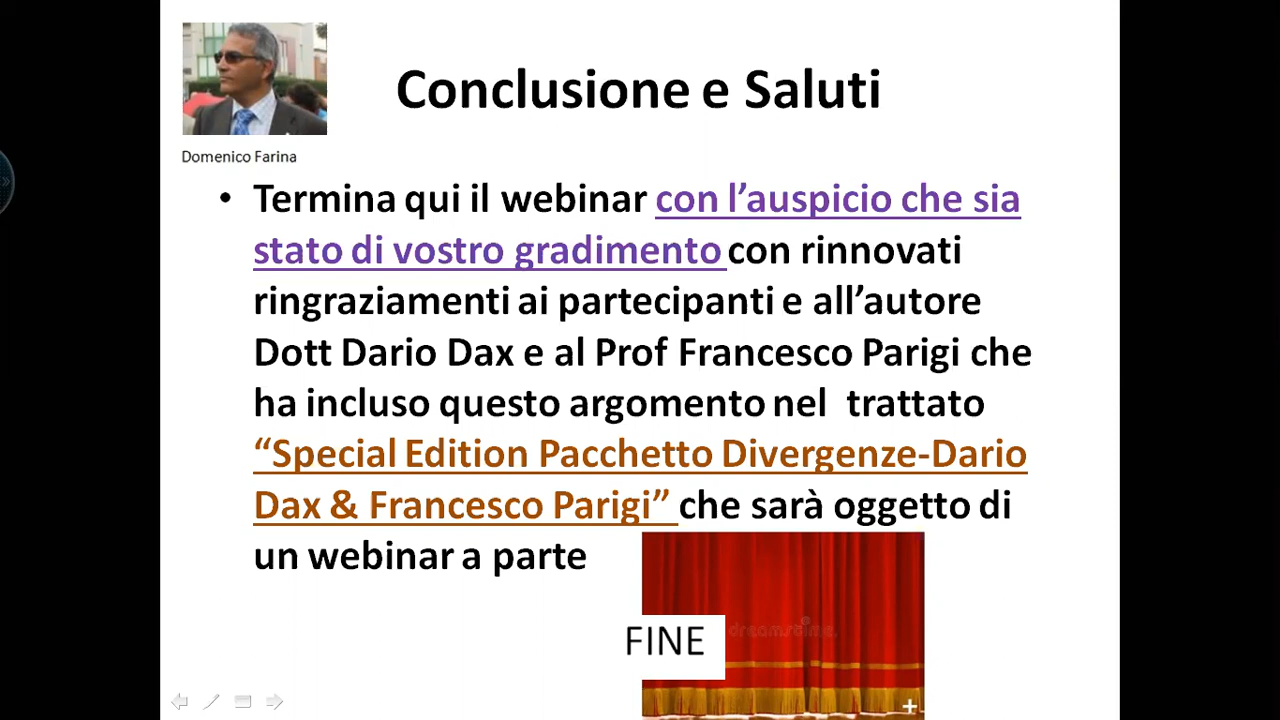 Conclusione e Saluti
Domenico Farina
• Termina qui il webinar con l’auspicio che sia
stato di vostro gradimento con rinnovati
ringraziamenti ai partecipanti e all’autore
Dott Dario Dax e al Prof Francesco Parigi che
ha incluso questo argomento nel trattato
“Special Edition Pacchetto Divergenze-Dario
Dax & Francesco Parigi” che sarà oggetto di
un webinar a parte
FINE
dreamstime.